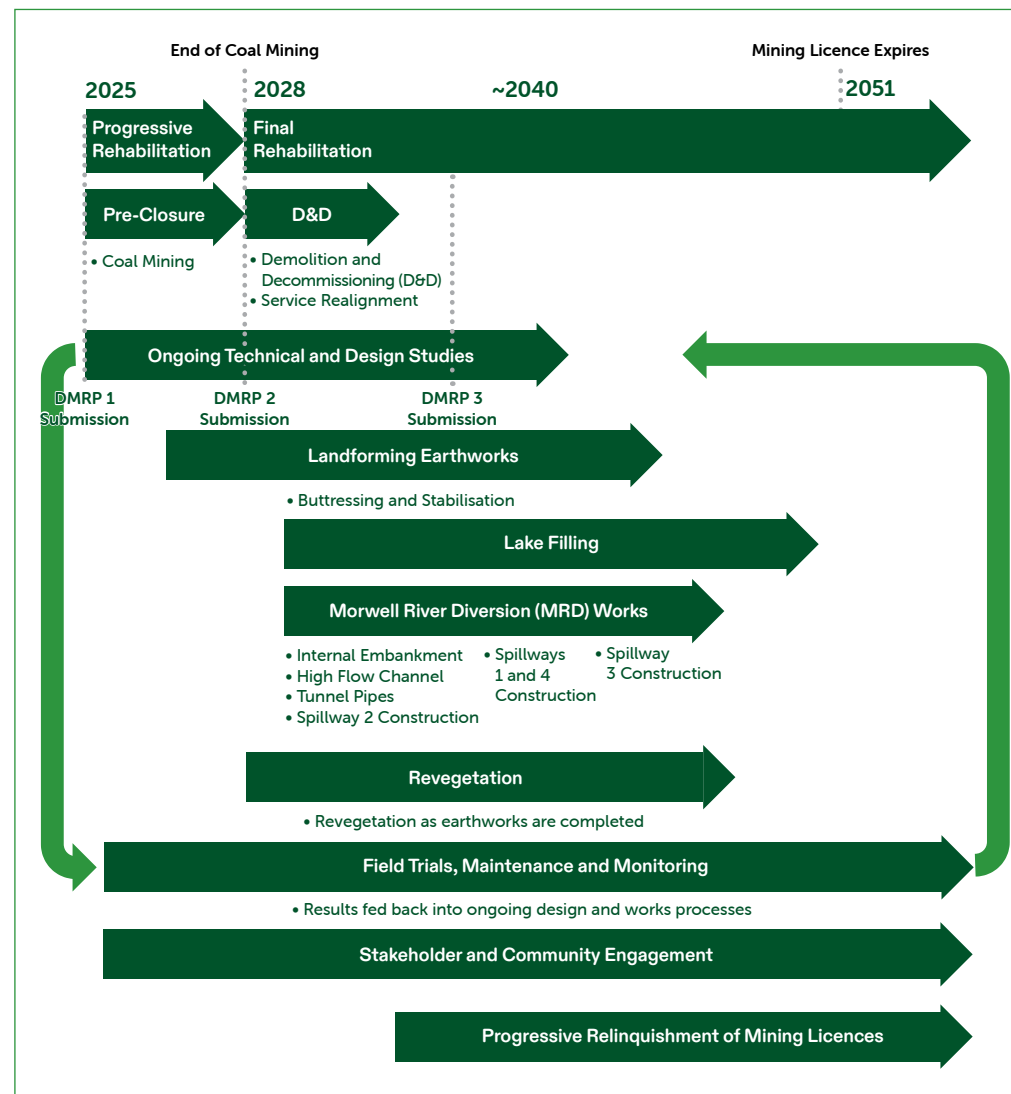 End of Coal Mining
Mining Licence Expires
2025
2028
~2040
2051
Progressive
Rehabilitation
Final
Rehabilitation
Pre-Closure
D&D
• Coal Mining
• Demolition and
Decommissioning (D&D)
• Service Realignment
Ongoing Technical and Design Studies
DMRP 1
Submission
DMRP 2
Submission
DMRP 3
Submission
Landforming Earthworks
• Buttressing and Stabilisation
Lake Filling
Morwell River Diversion (MRD) Works
• Internal Embankment
• High Flow Channel
• Tunnel Pipes
• Spillway 2 Construction
• Spillways
1 and 4
Construction
• Spillway
3 Construction
Revegetation
• Revegetation as earthworks are completed
Field Trials, Maintenance and Monitoring
• Results fed back into ongoing design and works processes
Stakeholder and Community Engagement
Progressive Relinquishment of Mining Licences